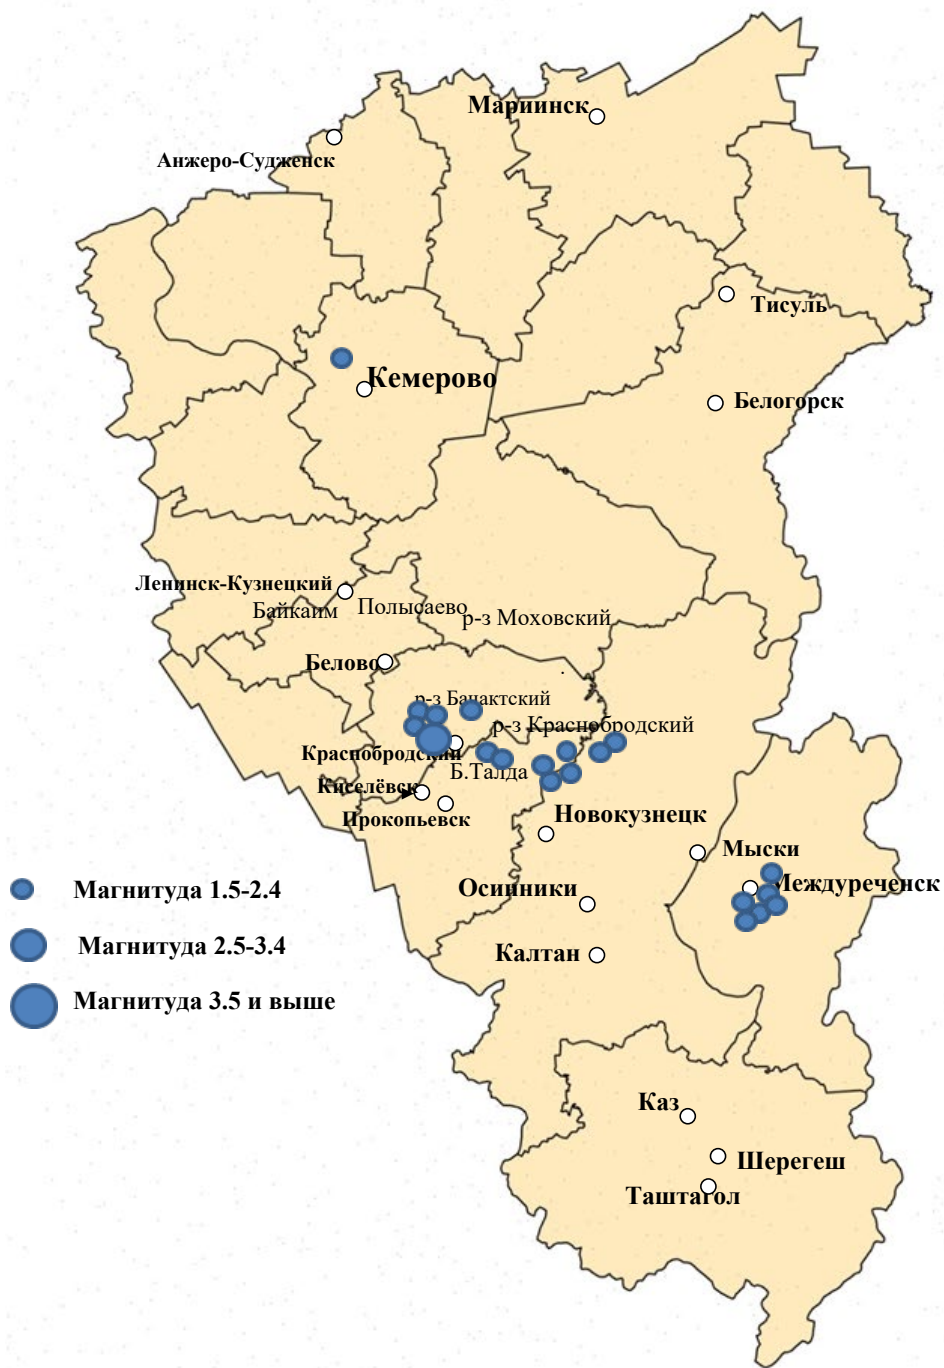 Мариинск
Анжеро-Судженск
Тисуль
Кемерово
Белогорск
Ленинск-Кузнецкий
Байкаим
Полысаево
р-з Моховский
Белово
р-з Бачактский
р-з Краснобродский
Краснобродский
Б.Талда
Киселёвск
Прокопьевск
Новокузнецк
Мыски
Магнитуда 1.5-2.4
Осинники
Междуреченск
Магнитуда 2.5-3.4
Калтан
Магнитуда 3.5 и выше
Каз
Шерегеш
Таштагол